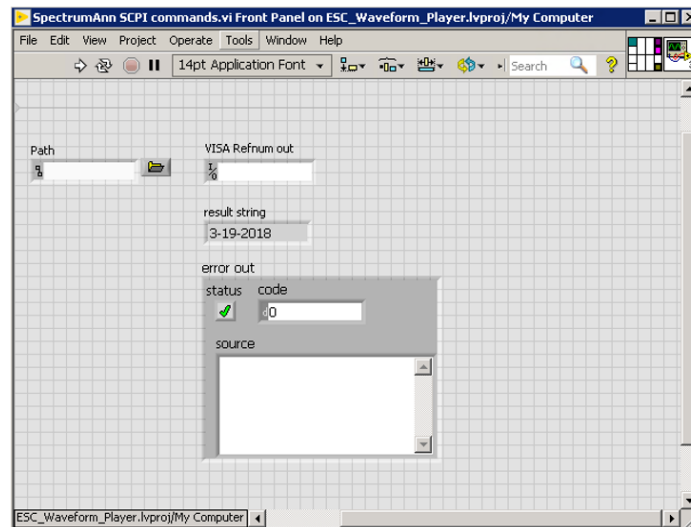 SpectrumAnn SCPI commands.vi Front Panel on ESC_Waveform_Player.lvproj/My Computer
File Edit View Project Operate Tools Window Help
14pt Application Font Search
Path
VISA Refnum out
result string
3-19-2018
error out
status code
0
source
ESC_Waveform_Player.lvproj/My Computer